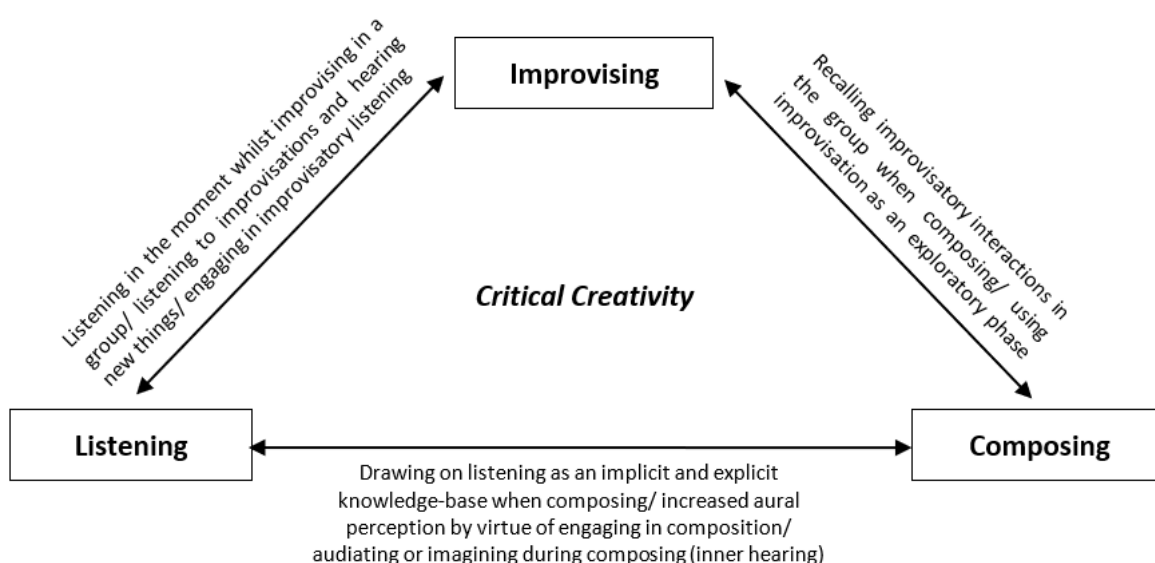 Improvising
Listening in the moment whilst improvising in a
group/ listening to improvisations and hearing
new things/ engaging in improvisatory listening
Recalling improvisatory interactions in
the group when composing/ using
improvisation as an exploratory phase
Critical Creativity
Listening
Composing
Drawing on listening as an implicit and explicit
knowledge-base when composing/ increased aural
perception by virtue of engaging in composition/
audiating or imagining during composing (inner hearing)